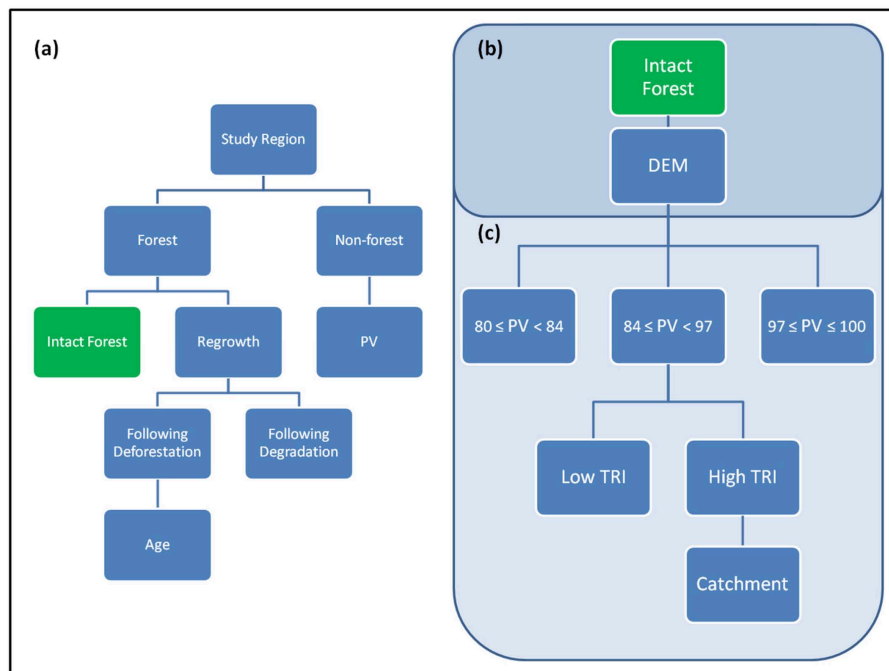 (a)
Study Region
Forest
Non-forest
Intact Forest
Regrowth
PV
Following
Deforestation
Following
Degradation
Age
(b)
Intact
Forest
DEM
(c)
80 ≤ PV < 84
84 ≤ PV < 97
97 ≤ PV ≤ 100
Low TRI
High TRI
Catchment